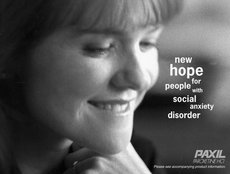 new
hope
for
people
with
social
anxiety
disorder
PAXIL
PAROXETINE HCl
Please see accompanying product information.